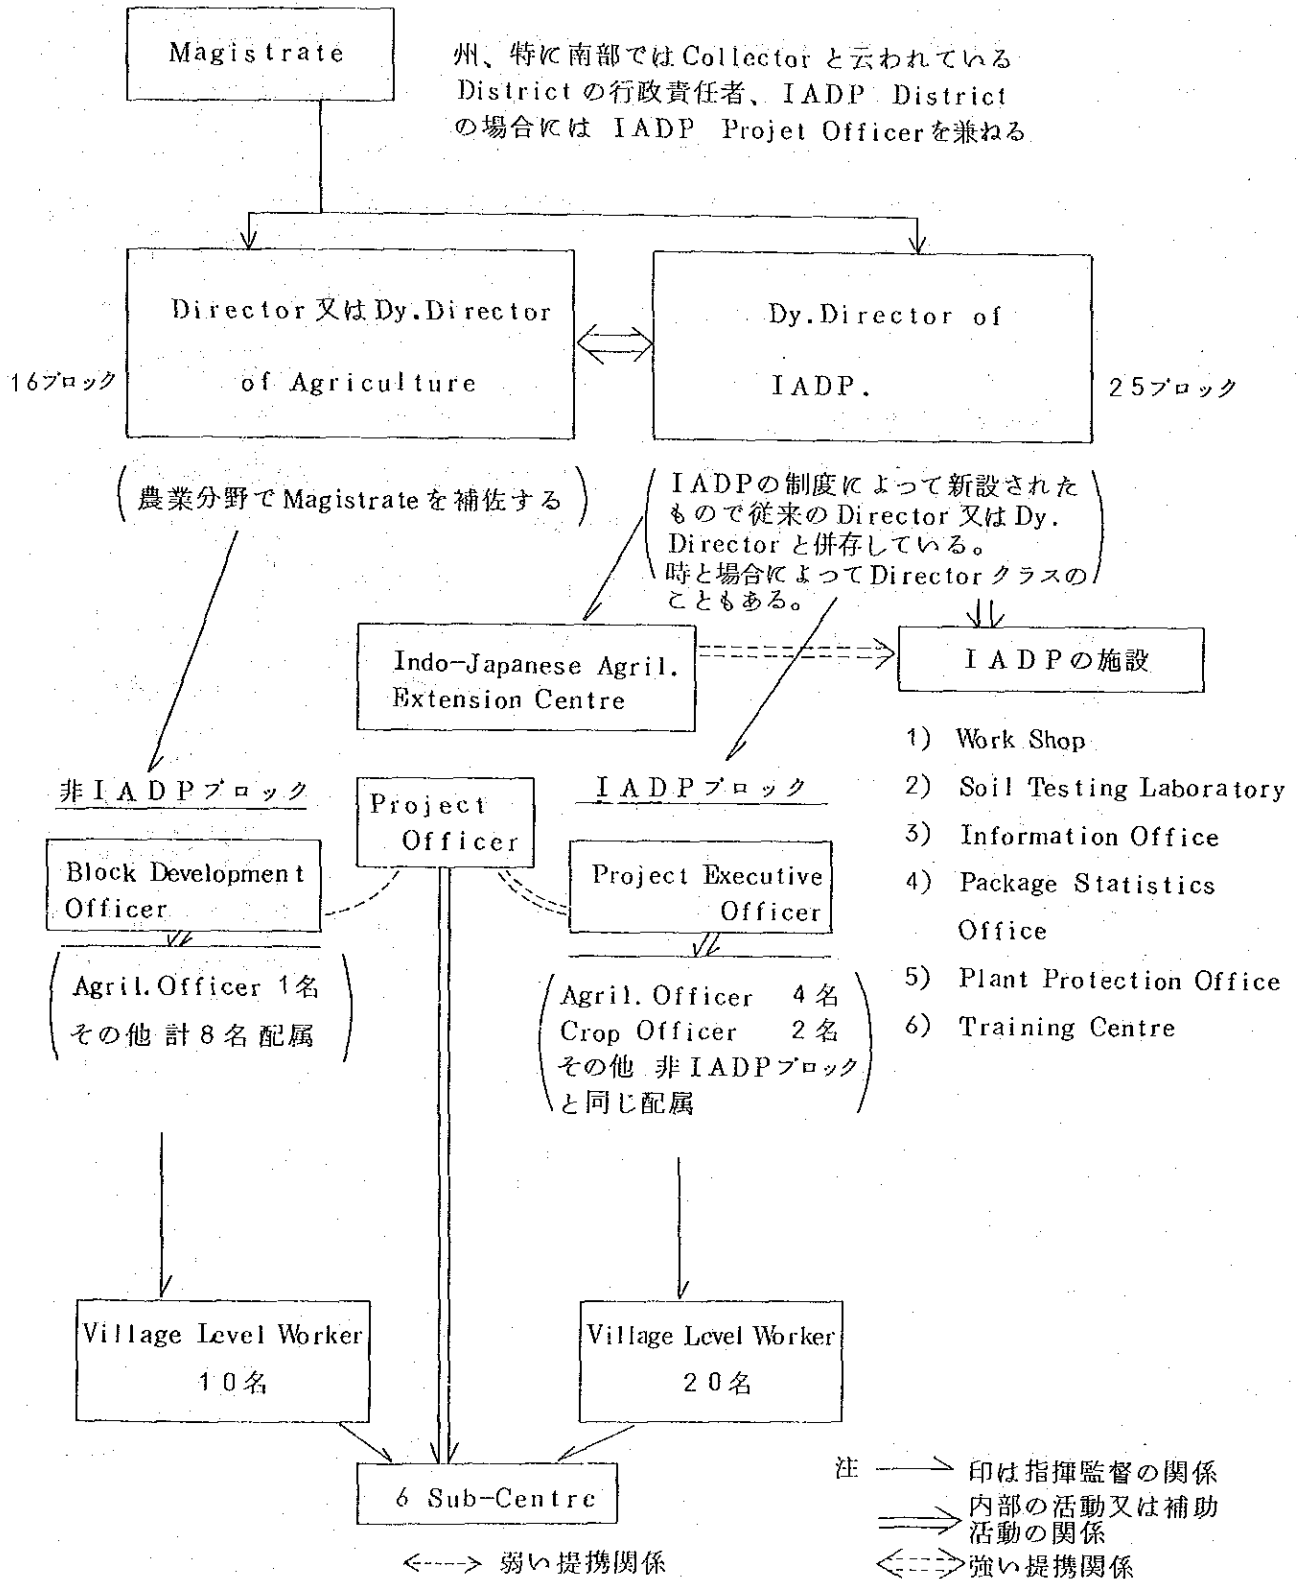 Magistrate
州、特に南部ではCollectorと云われている
Districtの行政責任者、IADP District
の場合には IADP Projet Officerを兼ねる
Director又はDy.Director
of Agriculture
16ブロック
Dy.Director of
IADP.
25ブロック
(農業分野でMagistrateを補佐する)
IADPの制度によって新設された
もので従来のDirector又はDy.
Directorと併存している。
時と場合によってDirectorクラスの
こともある。
Indo-Japanese Agril.
Extension Centre
IADPの施設
1) Work Shop
2) Soil Testing Laboratory
3) Information Office
4) Package Statistics
Office
5) Plant Protection Office
6) Training Centre
非IADPブロック
Project
Officer
IADPブロック
Block Development
Officer
Project Executive
Officer
Agril.Officer 1名
その他 計8名配属
Agril.Officer 4名
Crop Officer 2名
その他 非IADPブロック
と同じ配属
Village Level Worker
10名
Village Level Worker
20名
6 Sub-Centre
注 → 印は指揮監督の関係
⇒ 内部の活動又は補助
活動の関係
<----> 弱い提携関係
<====> 強い提携関係